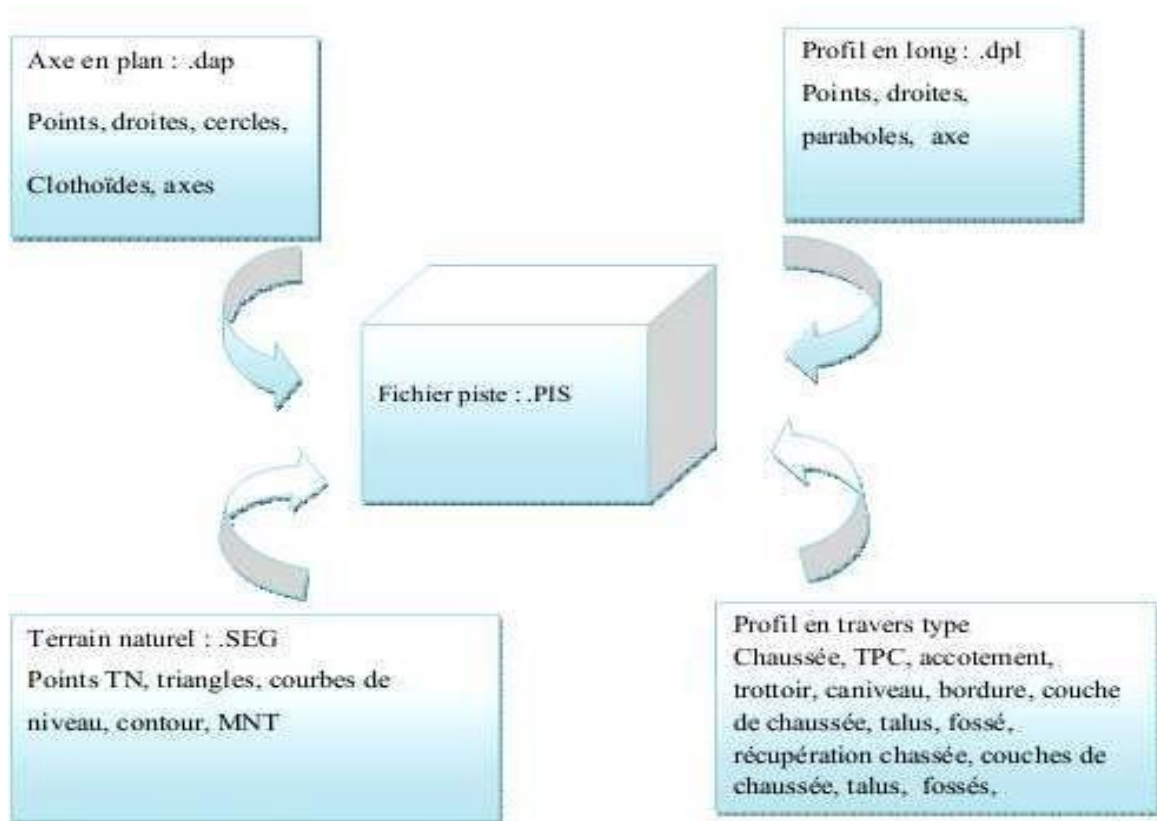 Axe en plan : .dap
Points, droites, cercles,
Clothoïdes, axes
Profil en long : .dpl
Points, droites,
paraboles, axe
Fichier piste : .PIS
Terrain naturel : .SEG
Points TN, triangles, courbes de
niveau, contour, MNT
Profil en travers type
Chaussée, TPC, accotement,
trottoir, caniveau, bordure, couche
de chaussée, talus, fossé,
récupération chassée, couches de
chaussée, talus, fossés,